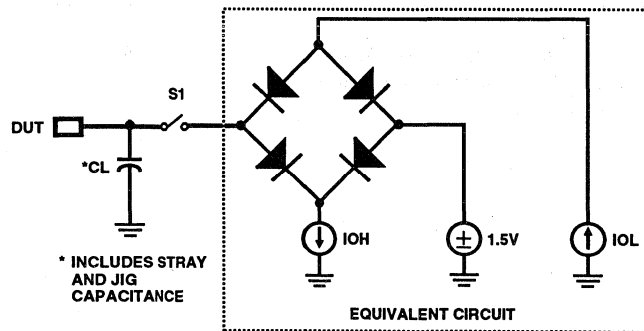 S1
DUT
*CL
IOH
± 1.5V
IOL
* INCLUDES STRAY
AND JIG
CAPACITANCE
EQUIVALENT CIRCUIT